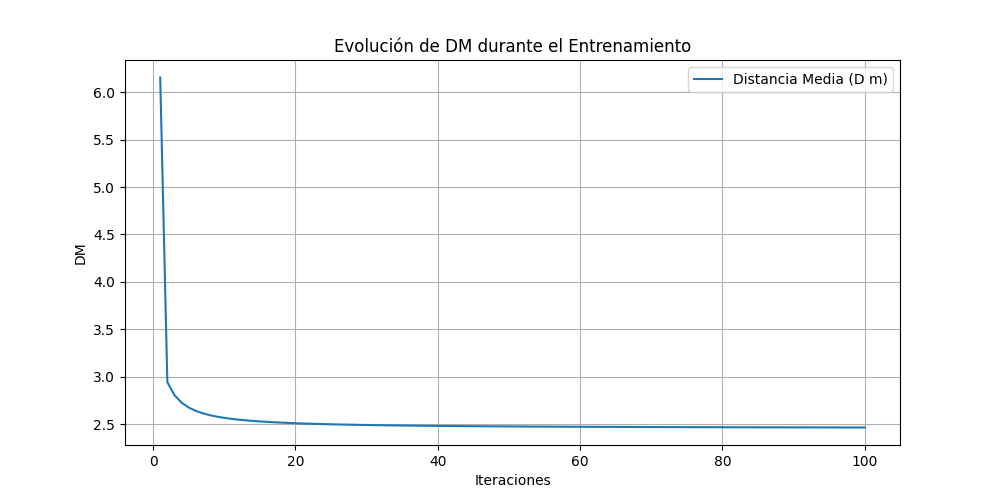 Evolución de DM durante el Entrenamiento
Distancia Media (D m)
6.0
5.5
5.0
4.5
4.0
3.5
3.0
2.5
DM
0 20 40 60 80 100
Iteraciones